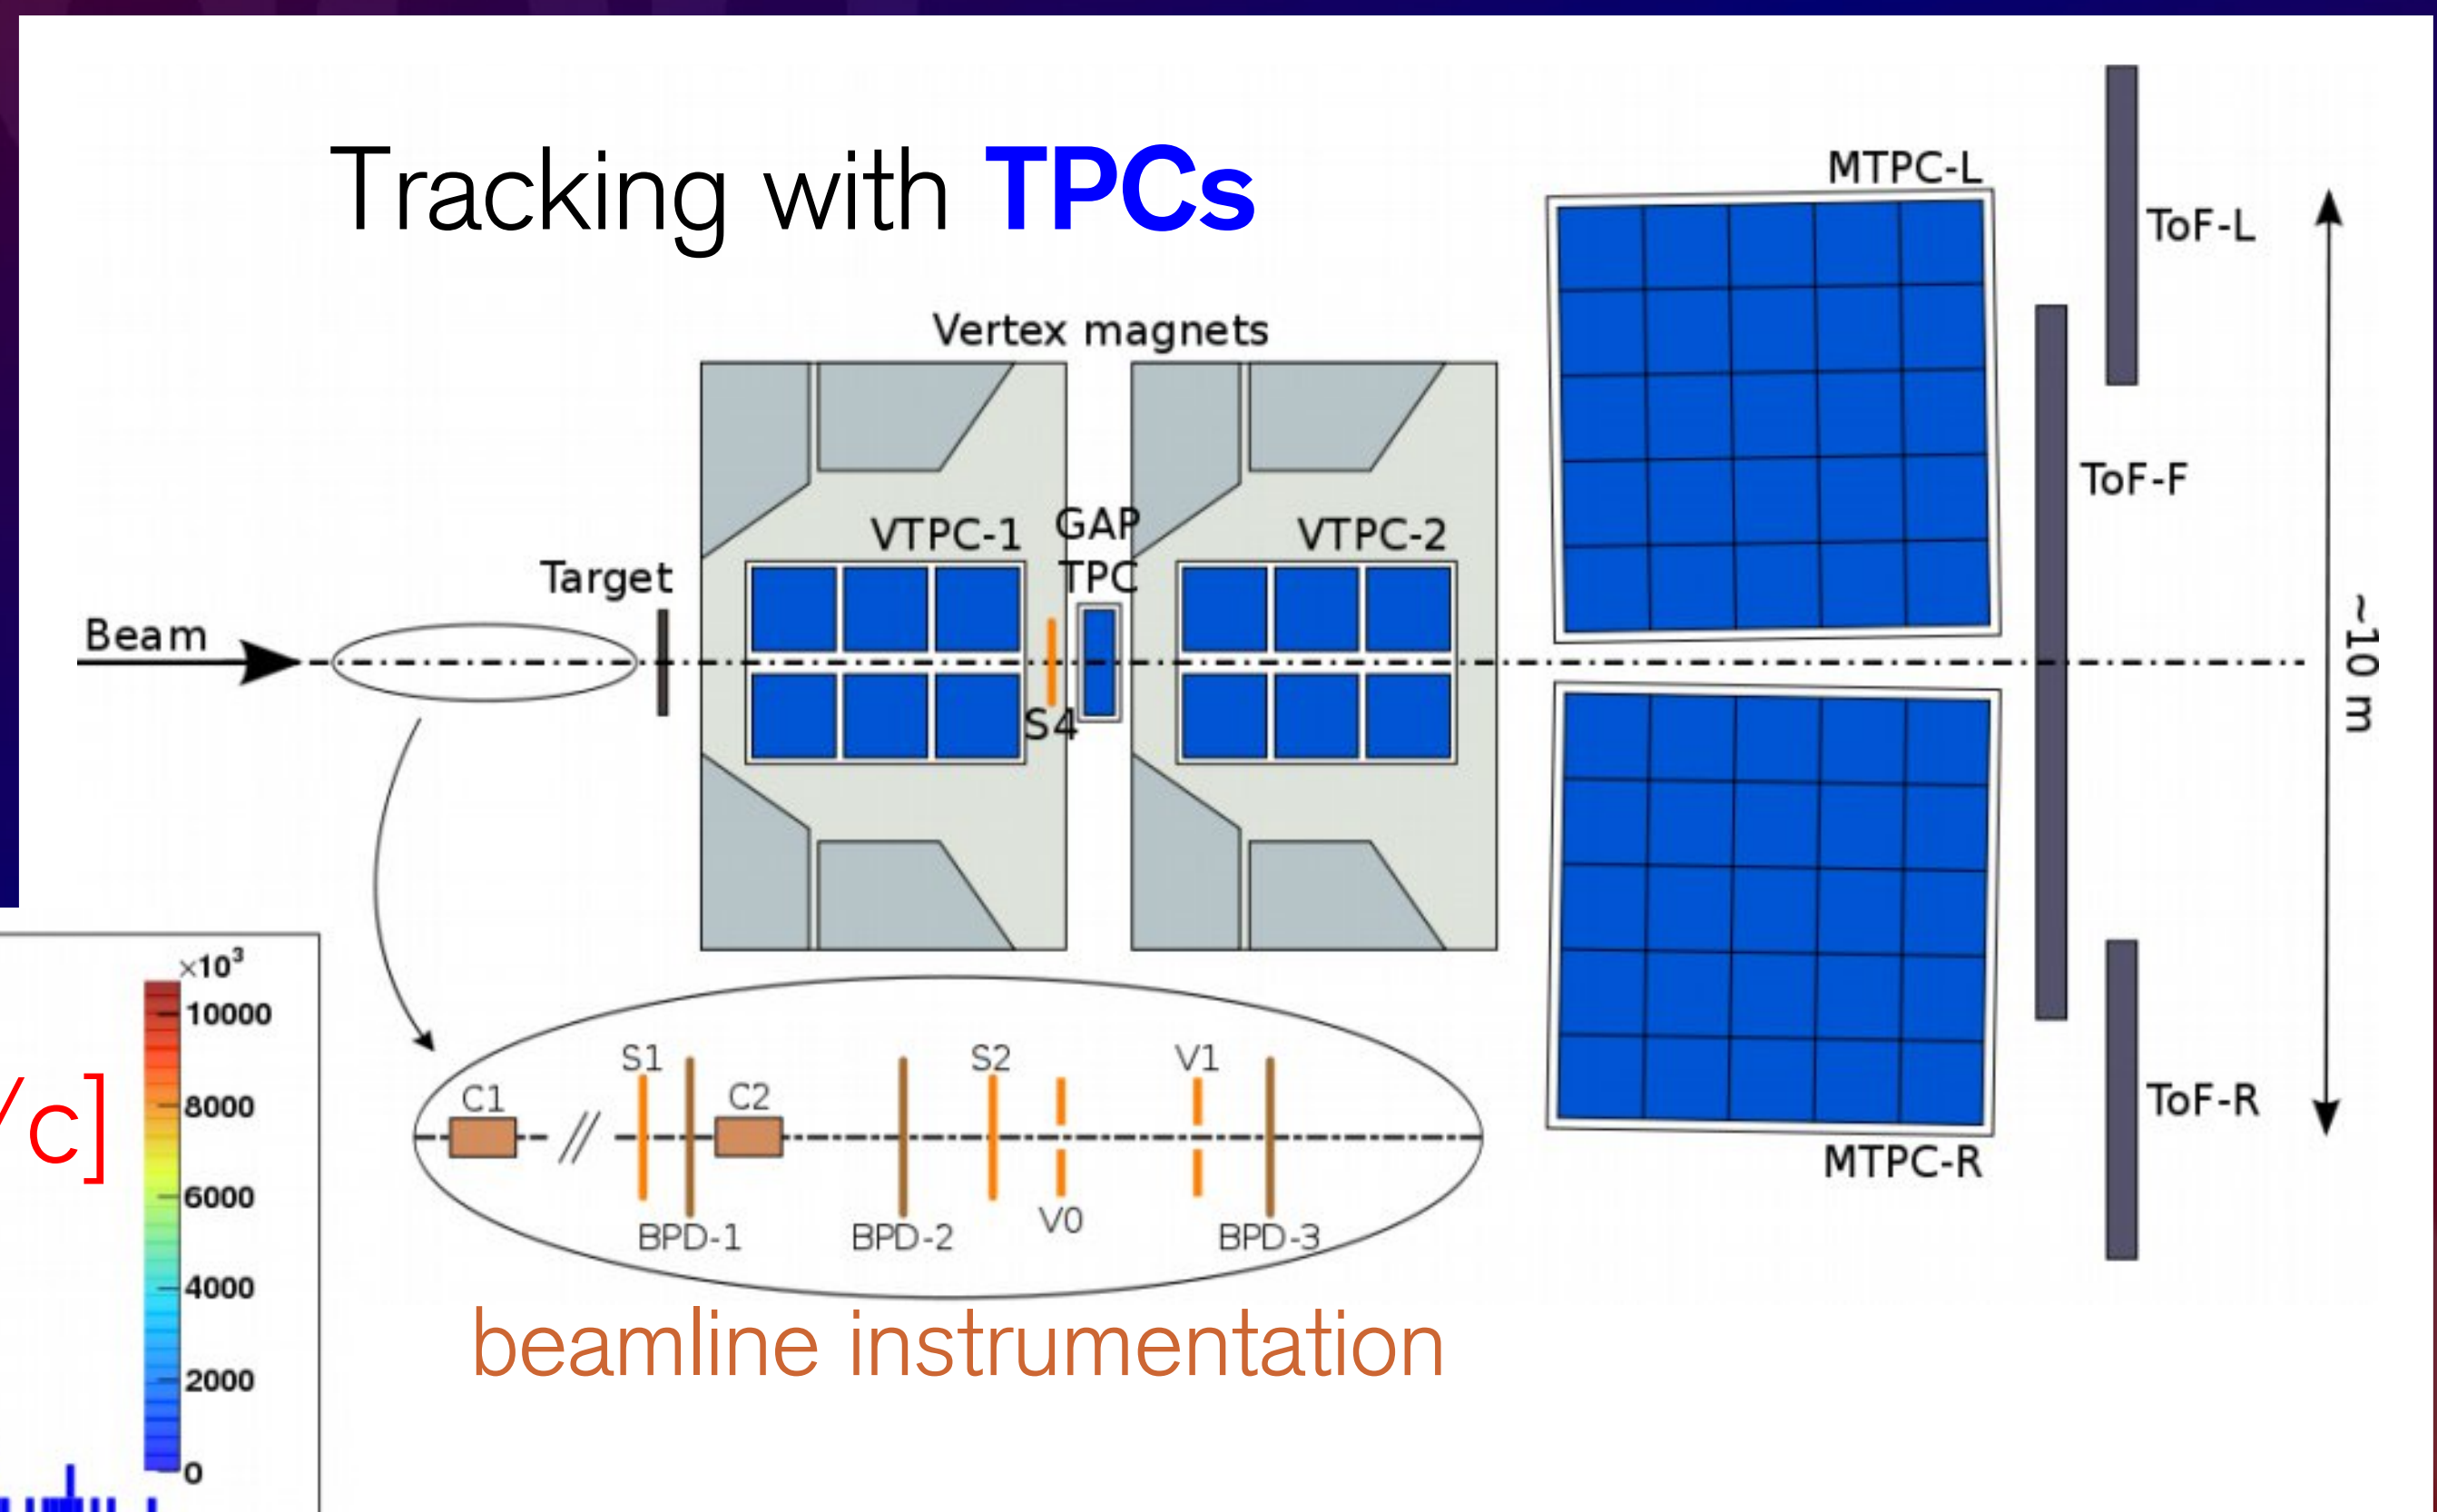 Tracking with TPCs
MTPC-L
ToF-L
Vertex magnets
ToF-F
VTPC-1
GAP
TPC
VTPC-2
Target
Beam
S4
~10 m
×10³
10000
8000
6000
4000
2000
0
/c]
S1
S2
V1
C1
C2
V0
BPD-1
BPD-2
BPD-3
ToF-R
MTPC-R
beamline instrumentation